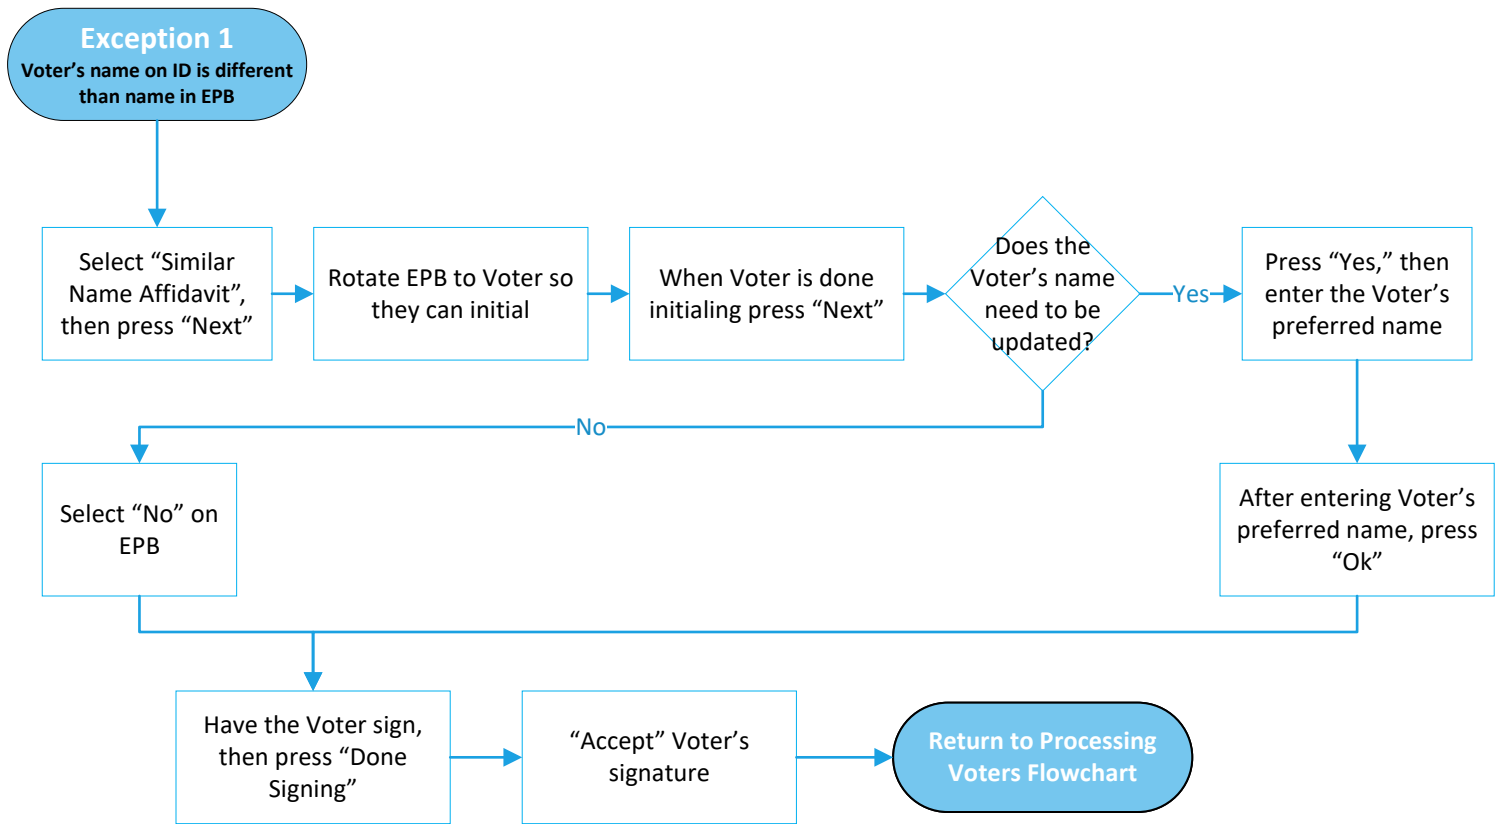 Exception 1
Voter’s name on ID is different
than name in EPB
Select “Similar
Name Affidavit”,
then press “Next”
Rotate EPB to Voter so
they can initial
When Voter is done
initialing press “Next”
Does the
Voter’s name
need to be
updated?
Yes
Press “Yes,” then
enter the Voter’s
preferred name
No
Select “No” on
EPB
After entering Voter’s
preferred name, press
“Ok”
Have the Voter sign,
then press “Done
Signing”
“Accept” Voter’s
signature
Return to Processing
Voters Flowchart